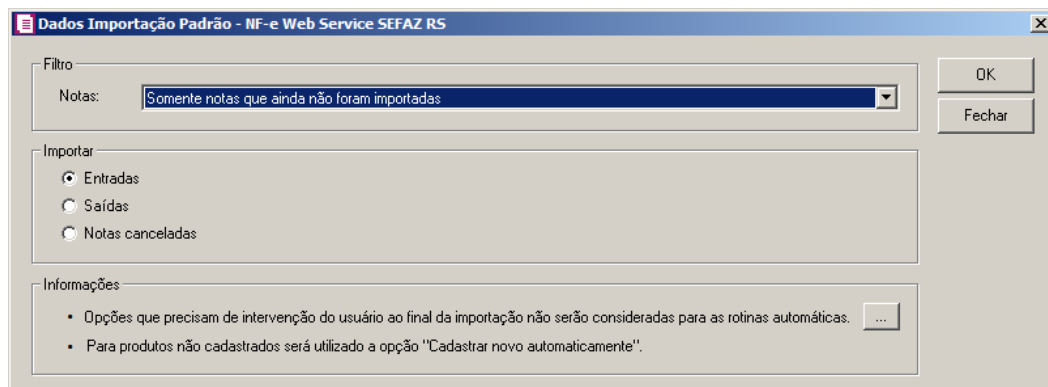 Dados Importação Padrão - NF-e Web Service SEFAZ RS
Filtro
Notas: Somente notas que ainda não foram importadas
OK
Fechar
Importar
Entradas
Saídas
Notas canceladas
Informações
• Opções que precisam de intervenção do usuário ao final da importação não serão consideradas para as rotinas automáticas. ...
• Para produtos não cadastrados será utilizado a opção "Cadastrar novo automaticamente".